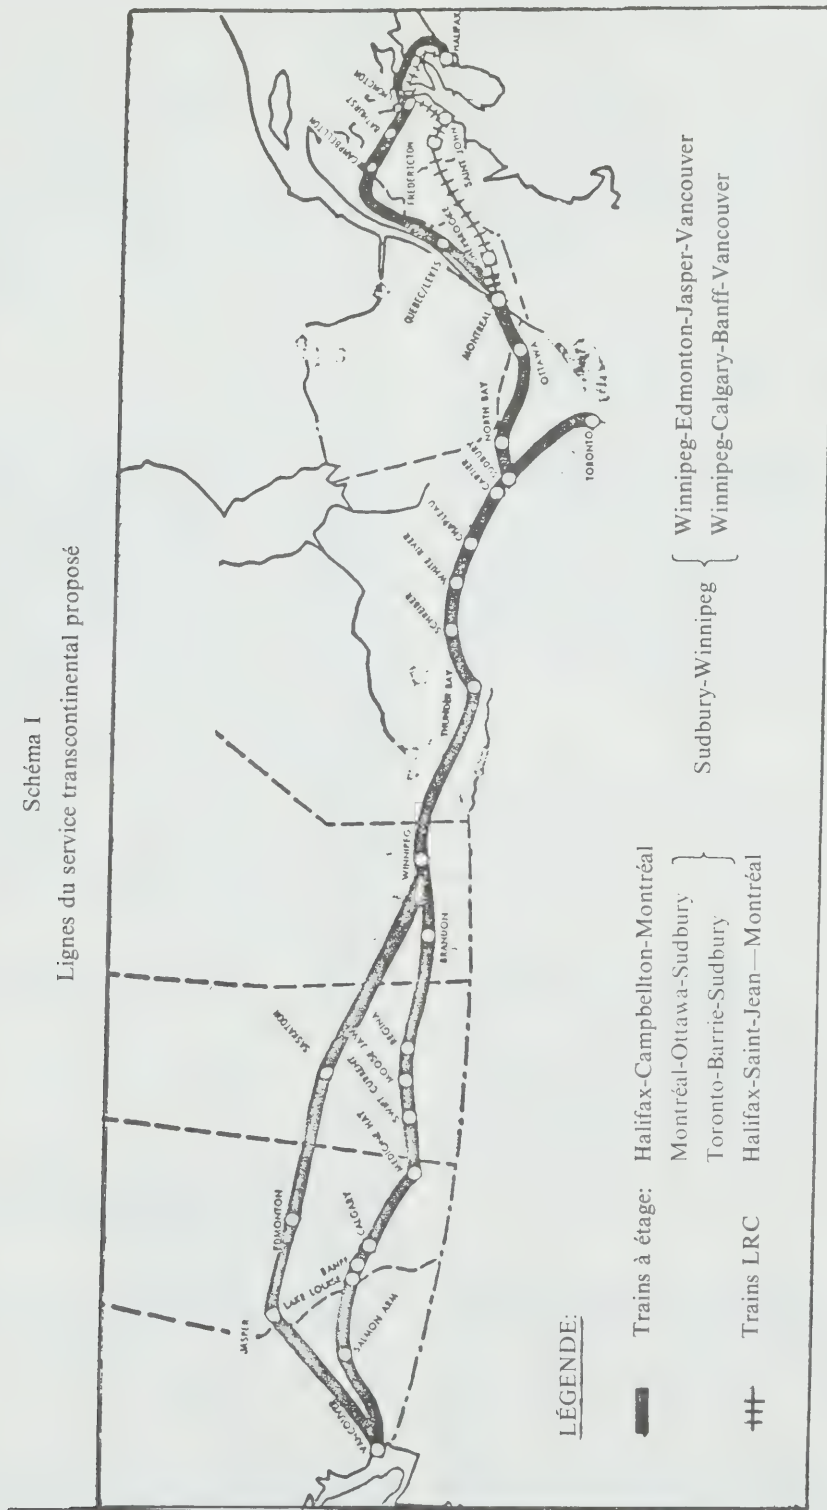 Schéma I
Lignes du service transcontinental proposé
VANCOUVER
JASPER
EDMONTON
SASKATOON
WINNIPEG
SALMON ARM
LAKE LOUISE
BANFF
CALGARY
MEDICINE HAT
SWIFT CURRENT
MOOSE JAW
REGINA
BRANDON
THUNDER BAY
SCHREIBER
WHITE RIVER
CHAPLEAU
CARTIER
SUDBURY
NORTH BAY
TORONTO
OTTAWA
MONTREAL
QUEBEC/LEVIS
SHERBROOKE
FREDERICTON
SAINT JOHN
CAMPBELLTON
BATHURST
MONCTON
HALIFAX
LÉGENDE:
Trains à étage: Halifax-Campbellton-Montréal
Montréal-Ottawa-Sudbury
Toronto-Barrie-Sudbury
Sudbury-Winnipeg
Winnipeg-Edmonton-Jasper-Vancouver
Winnipeg-Calgary-Banff-Vancouver
Trains LRC Halifax-Saint-Jean—Montréal